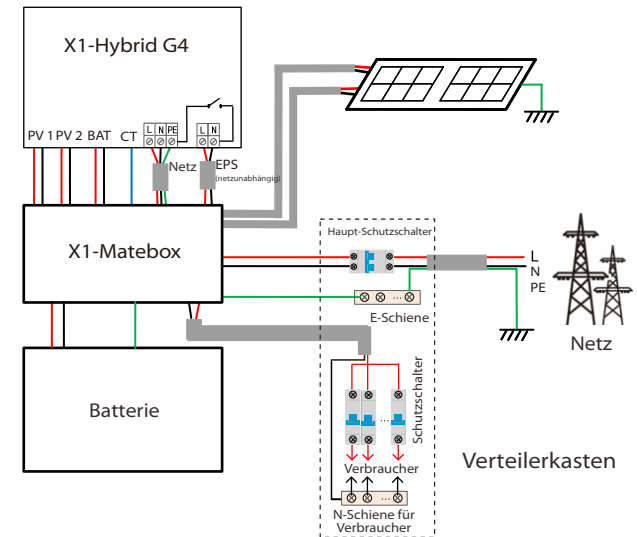 X1-Hybrid G4
PV 1 PV 2 BAT CT
L N PE
L N
Netz
EPS
(netzunabhängig)
X1-Matebox
Haupt-Schutzschalter
L
N
PE
E-Schiene
Netz
Batterie
Schutzschalter
Verbraucher
Verteilerkasten
N-Schiene für
Verbraucher